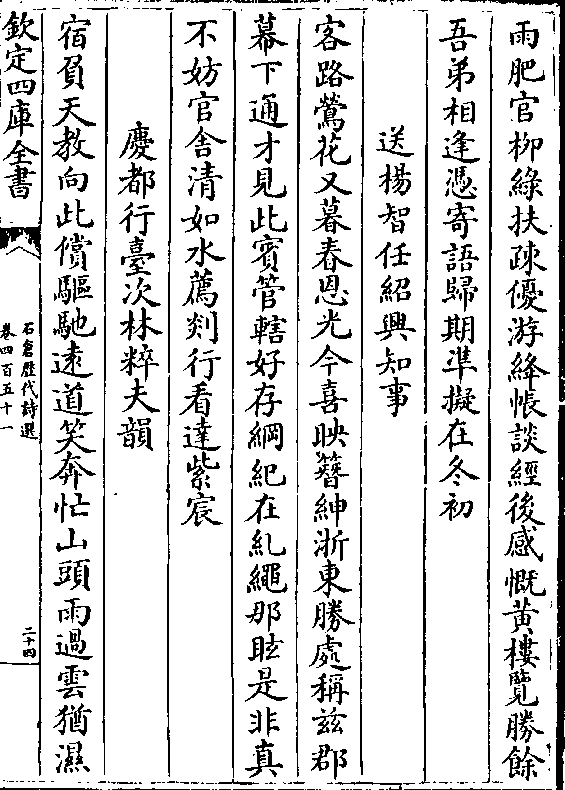 雨肥官柳綠扶疎優游絳帳談經後感慨黃樓覽勝餘
吾弟相逢憑寄語歸期準擬在冬初
送楊智任紹興知事
客路鶯花又暮春恩光今喜映簪紳浙東勝處稱兹郡
幕下通才見此賓管轄好存綱紀在糺繩那眩是非真
不妨官舍清如水薦剡行看達紫宸
慶都行臺次林粹夫韻
宿負天教向此償驅馳逺道笑奔忙山頭雨過雲猶濕
欽定四庫全書
石倉歴代詩選
卷四百五十一
二十四